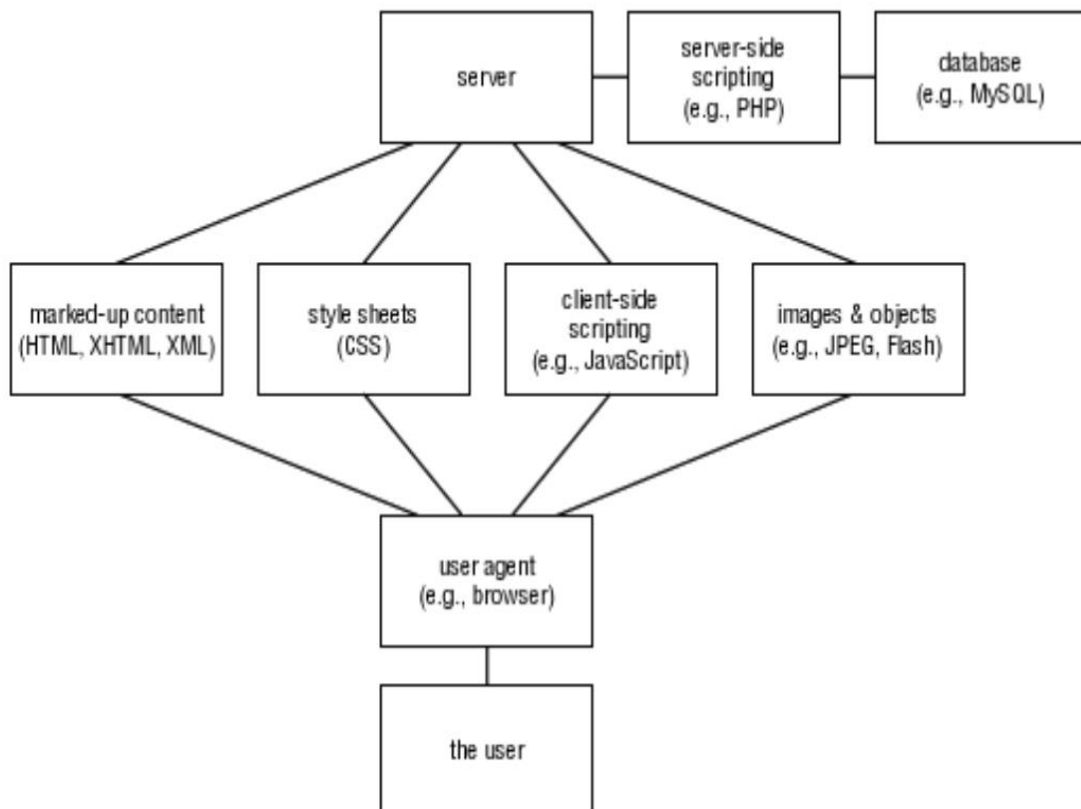 server
server-side
scripting
(e.g., PHP)
database
(e.g., MySQL)
marked-up content
(HTML, XHTML, XML)
style sheets
(CSS)
client-side
scripting
(e.g., JavaScript)
images & objects
(e.g., JPEG, Flash)
user agent
(e.g., browser)
the user